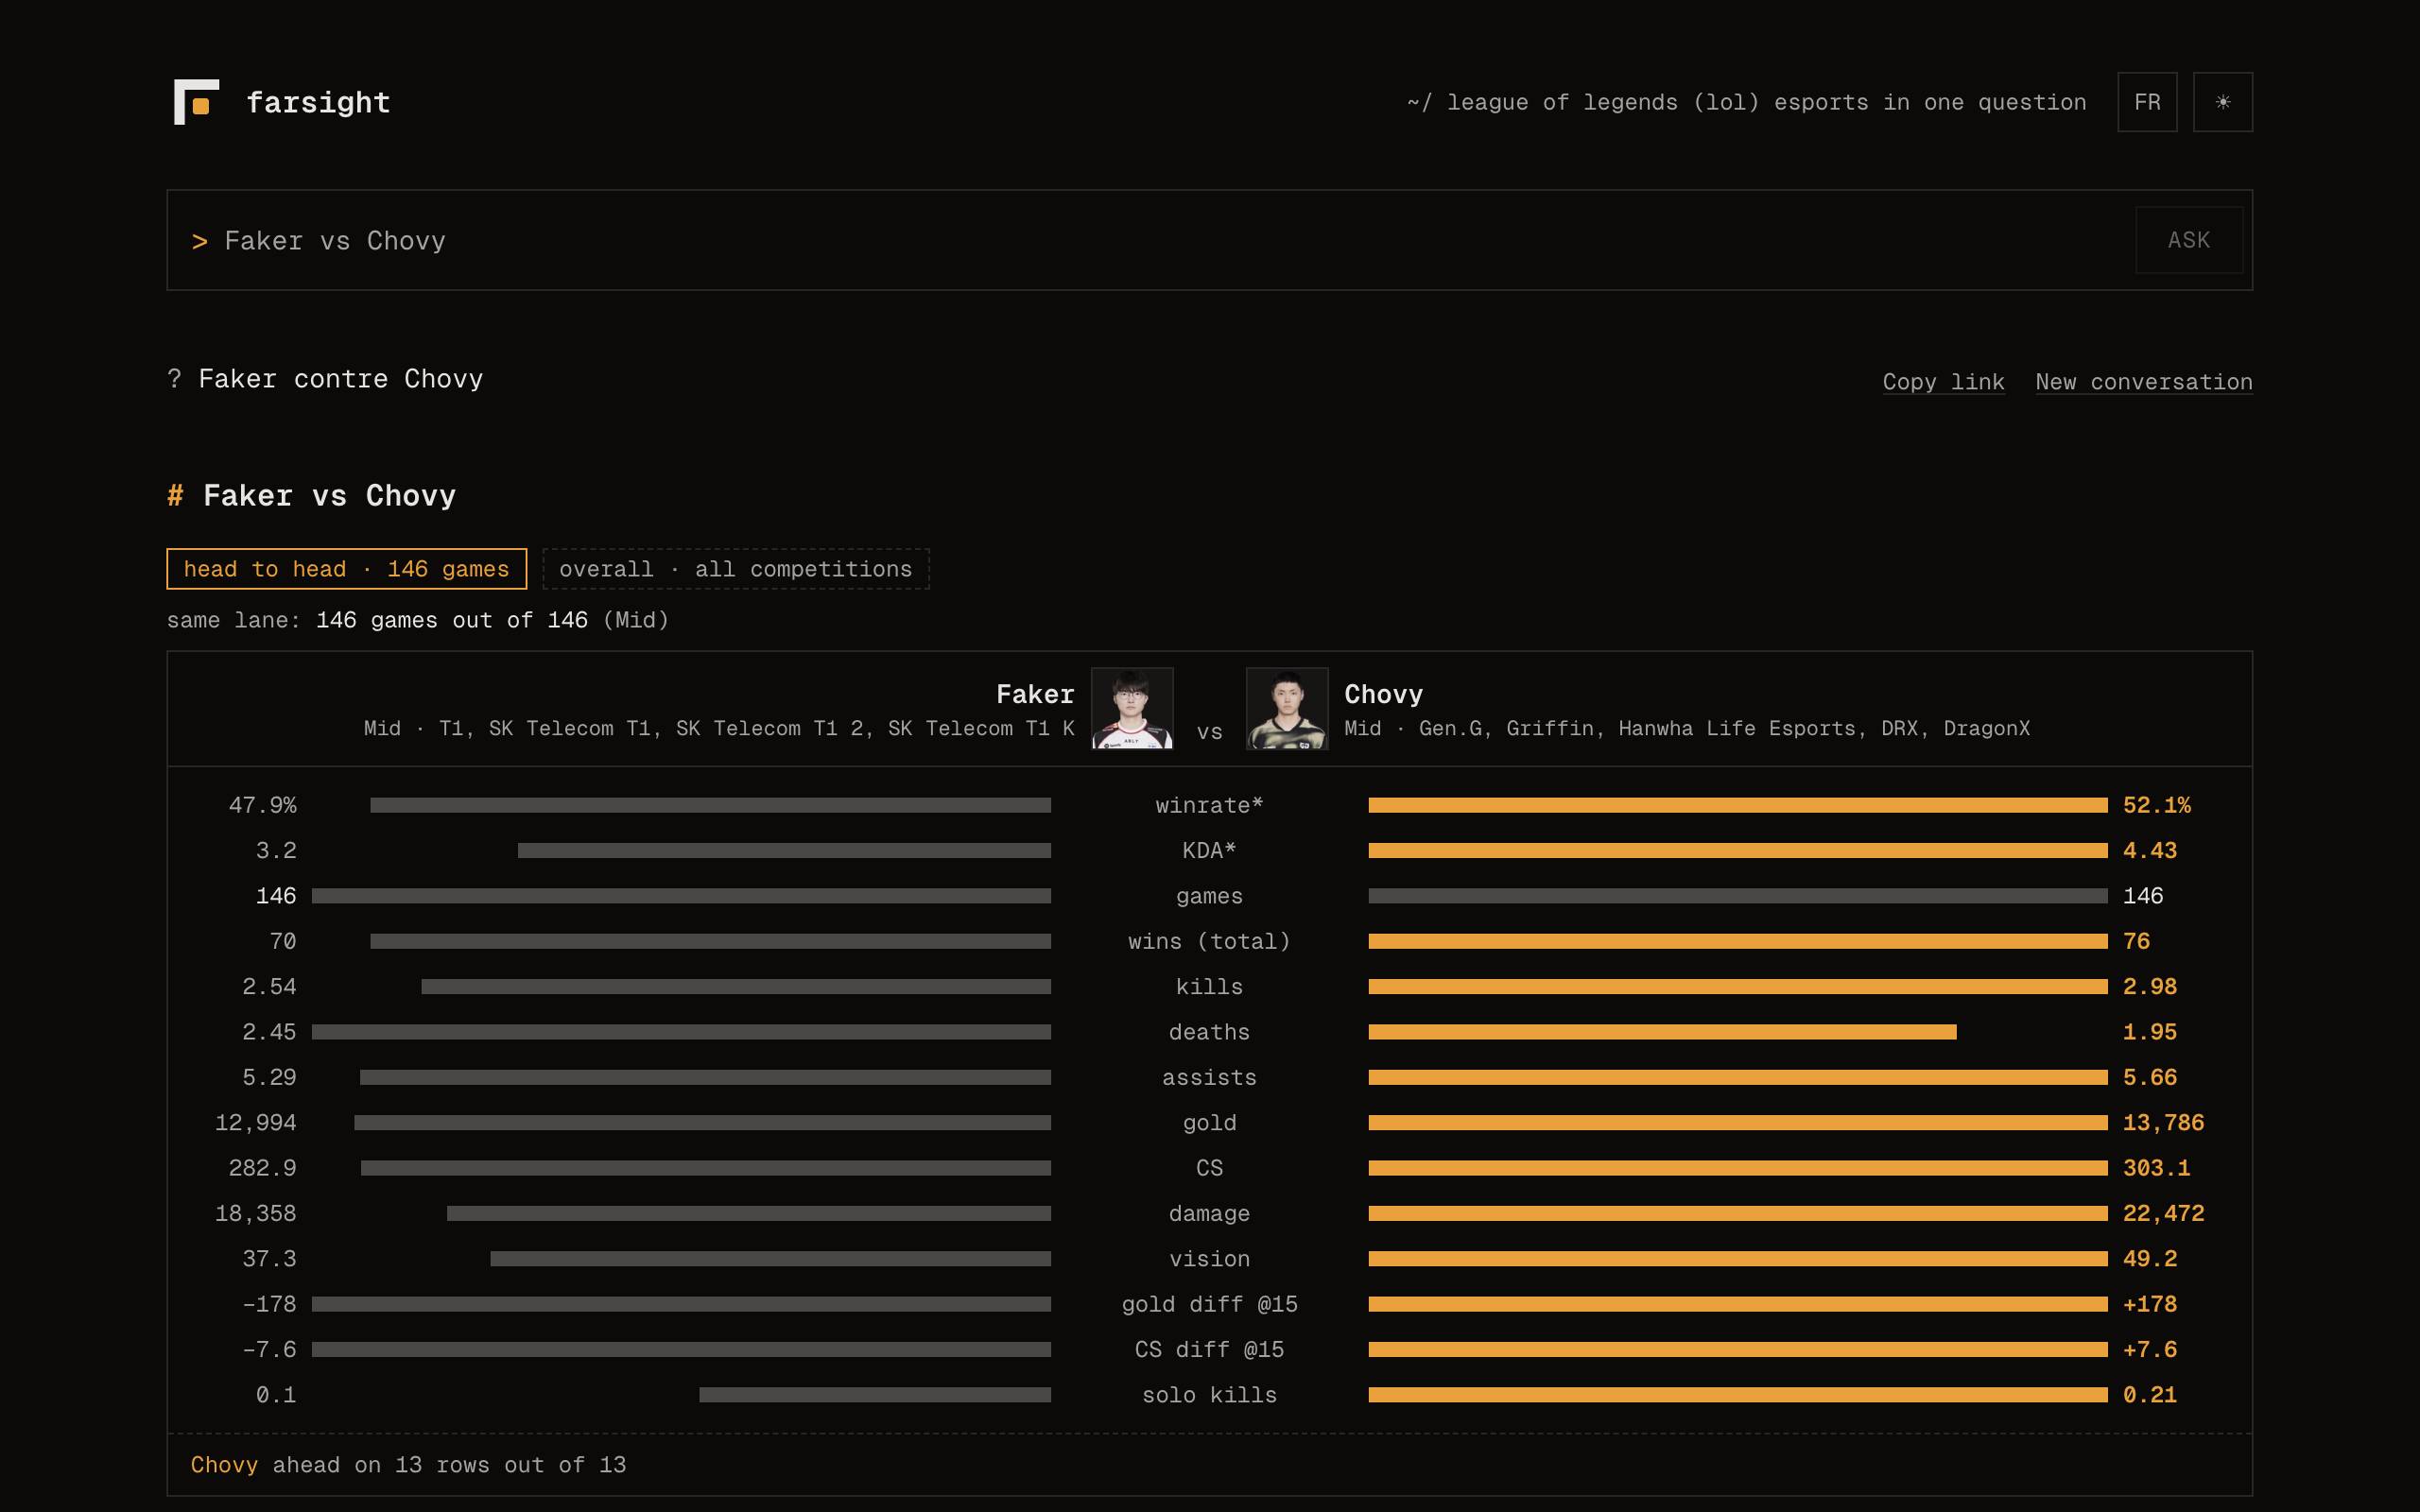 farsight
~/ league of legends (lol) esports in one question FR ☀
> Faker vs Chovy ASK
? Faker contre Chovy Copy link New conversation
# Faker vs Chovy
head to head · 146 games overall · all competitions
same lane: 146 games out of 146 (Mid)
Faker vs Chovy
Mid · T1, SK Telecom T1, SK Telecom T1 2, SK Telecom T1 K Mid · Gen.G, Griffin, Hanwha Life Esports, DRX, DragonX
47.9% winrate* 52.1%
3.2 KDA* 4.43
146 games 146
70 wins (total) 76
2.54 kills 2.98
2.45 deaths 1.95
5.29 assists 5.66
12,994 gold 13,786
282.9 CS 303.1
18,358 damage 22,472
37.3 vision 49.2
−178 gold diff @15 +178
−7.6 CS diff @15 +7.6
0.1 solo kills 0.21
Chovy ahead on 13 rows out of 13